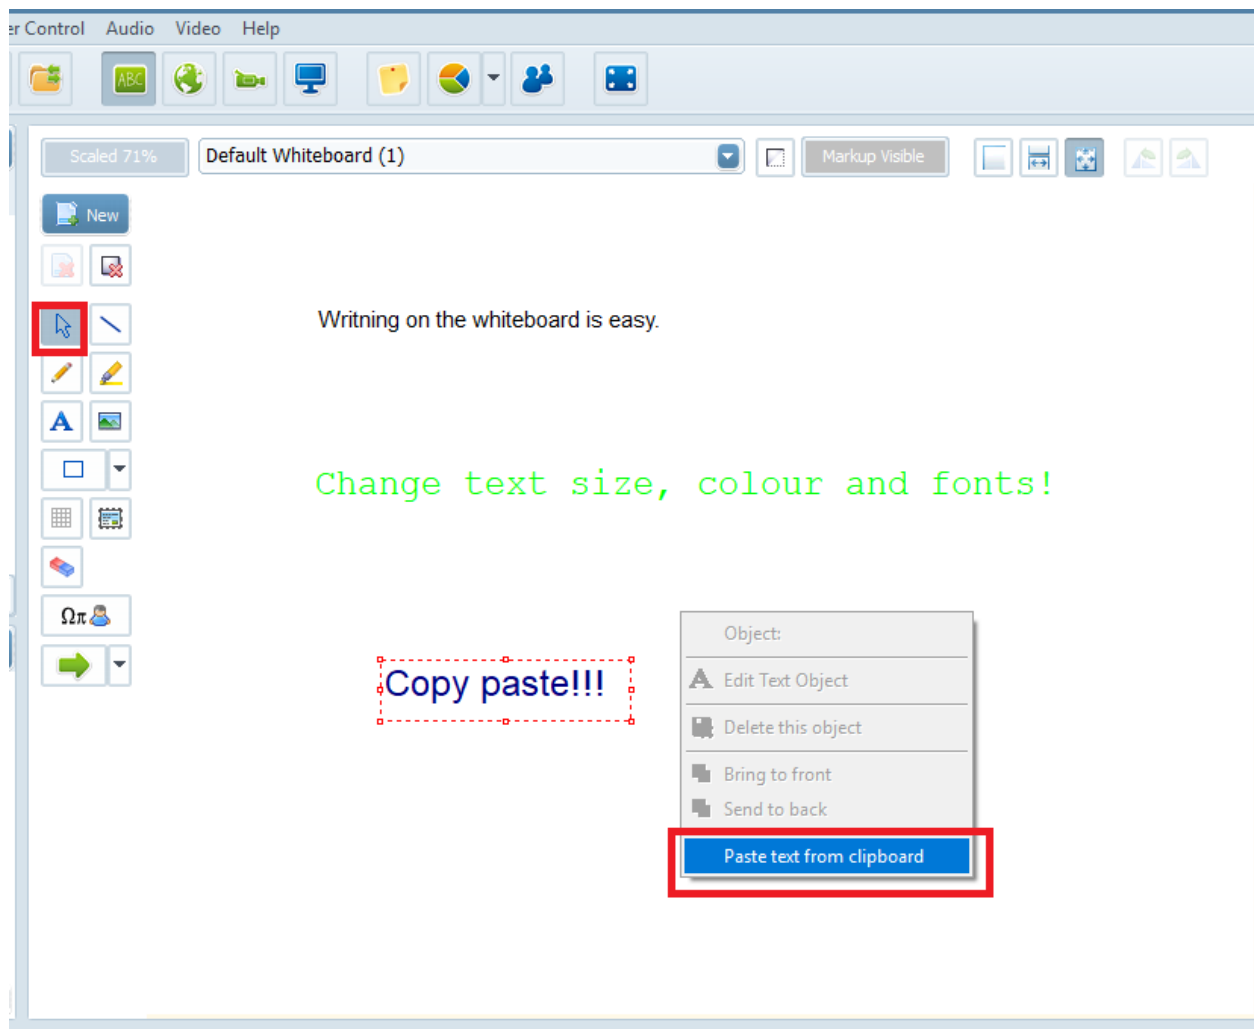 er Control Audio Video Help
ABC
Scaled 71% Default Whiteboard (1) Markup Visible
New
Writning on the whiteboard is easy.
A
Change text size, colour and fonts!
Ωπ
Object:
Copy paste!!!
A Edit Text Object
Delete this object
Bring to front
Send to back
Paste text from clipboard